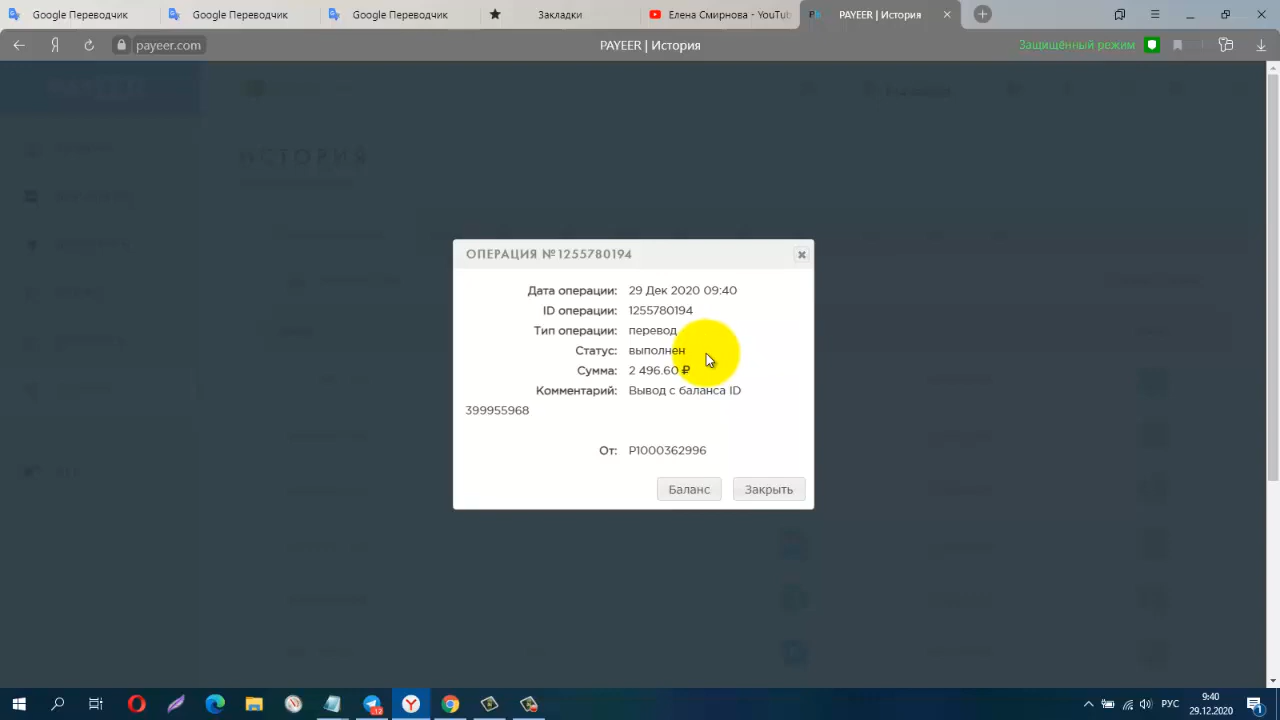 Google Переводчик
Google Переводчик
Google Переводчик
Закладки
Елена Смирнова - YouTub
PAYEER | История
payeer.com
PAYEER | История
Защищённый режим
ИСТОРИЯ
ОПЕРАЦИЯ №1255780194
Дата операции: 29 Дек 2020 09:40
ID операции: 1255780194
Тип операции: перевод
Статус: выполнен
Сумма: 2 496.60 ₽
Комментарий: Вывод с баланса ID
399955968
От: P1000362996
Баланс Закрыть
12
РУС
9:40
29.12.2020